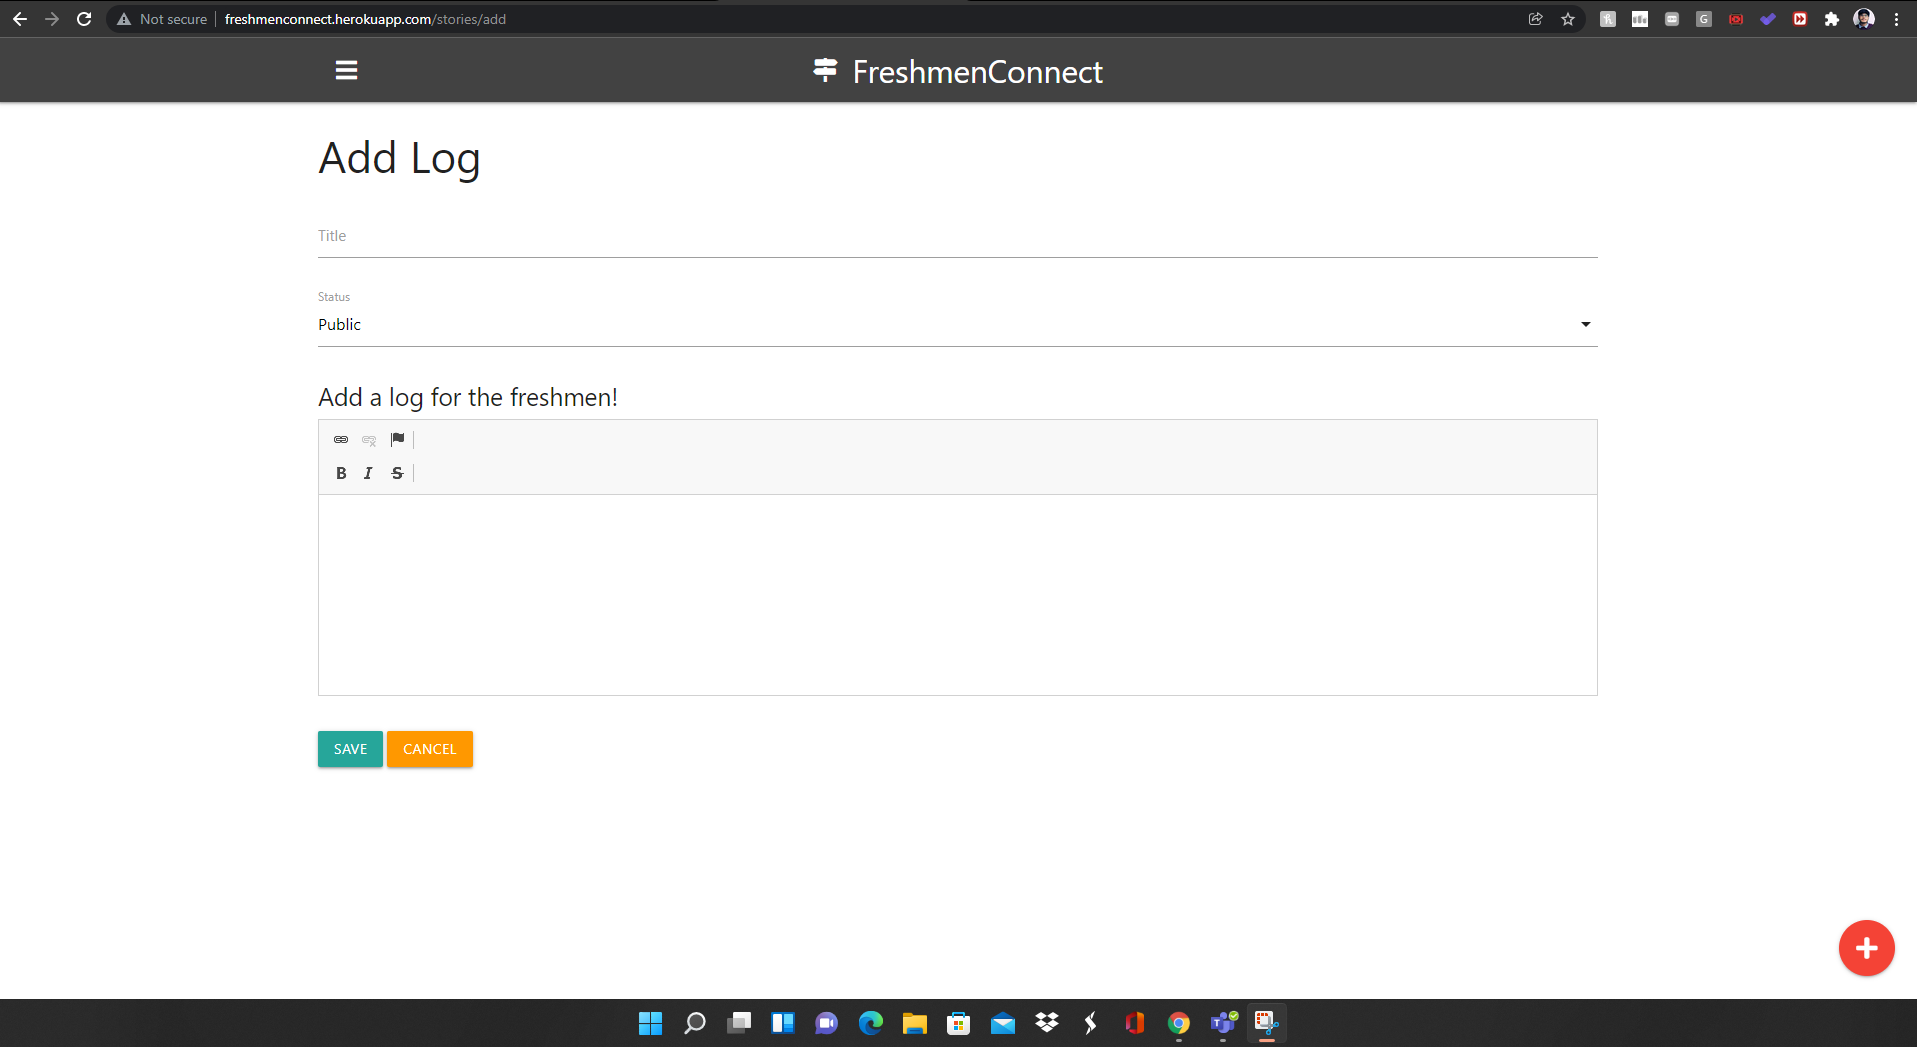 Not secure freshmenconnect.herokuapp.com/stories/add
FreshmenConnect
Add Log
Title
Status
Public
Add a log for the freshmen!
B I S
SAVE CANCEL